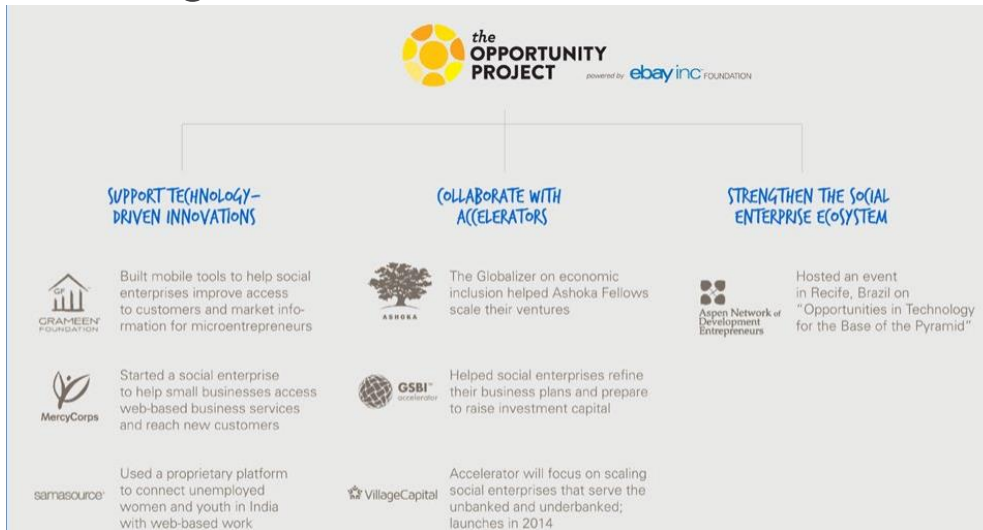 the
OPPORTUNITY
PROJECT
powered by ebay inc FOUNDATION
SUPPORT TECHNOLOGY–
DRIVEN INNOVATIONS
GF
GRAMEEN
FOUNDATION
Built mobile tools to help social
enterprises improve access
to customers and market info-
rmation for microentrepreneurs
MercyCorps
Started a social enterprise
to help small businesses access
web-based business services
and reach new customers
samasource
Used a proprietary platform
to connect unemployed
women and youth in India
with web-based work
COLLABORATE WITH
ACCELERATORS
ASHOKA
The Globalizer on economic
inclusion helped Ashoka Fellows
scale their ventures
GSBI™
accelerator
Helped social enterprises refine
their business plans and prepare
to raise investment capital
VillageCapital
Accelerator will focus on scaling
social enterprises that serve the
unbanked and underbanked;
launches in 2014
STRENGTHEN THE SOCIAL
ENTERPRISE ECOSYSTEM
Aspen Network of
Development
Entrepreneurs
Hosted an event
in Recife, Brazil on
"Opportunities in Technology
for the Base of the Pyramid"